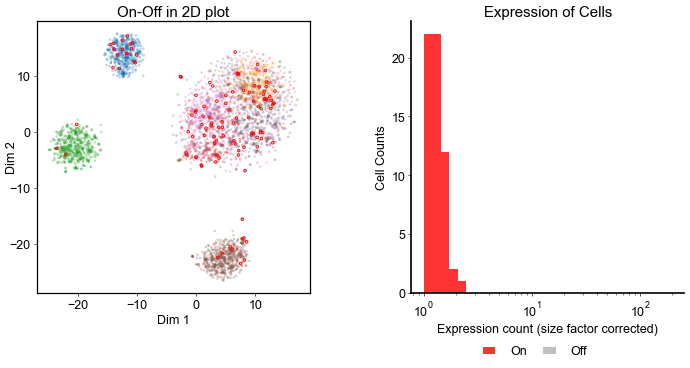 On-Off in 2D plot
Dim 2
10
0
−10
−20
−20
−10
0
10
Dim 1
Expression of Cells
Cell Counts
20
15
10
5
0
10^0
10^1
10^2
Expression count (size factor corrected)
On
Off